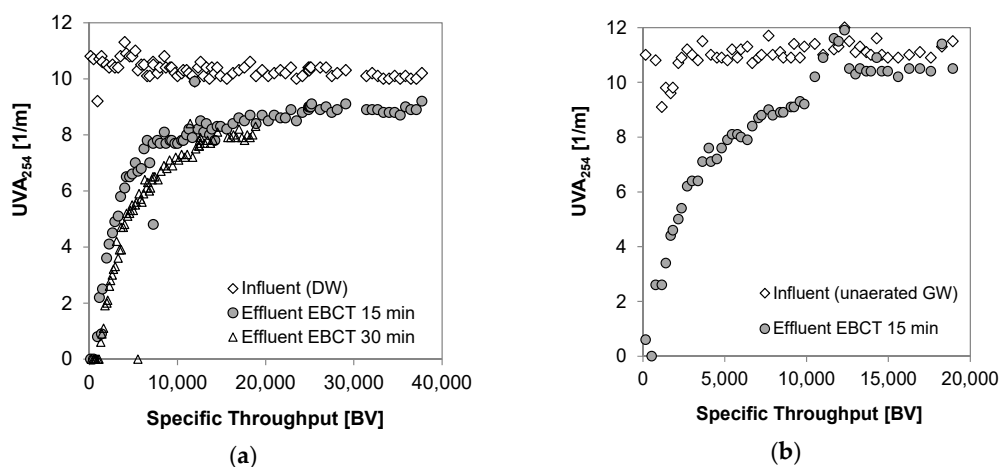 12
10
8
6
4
2
0
UVA254 [1/m]
Influent (DW)
Effluent EBCT 15 min
Effluent EBCT 30 min
0 10,000 20,000 30,000 40,000
Specific Throughput [BV]
(a)
12
10
8
6
4
2
0
UVA254 [1/m]
Influent (unaerated GW)
Effluent EBCT 15 min
0 5,000 10,000 15,000 20,000
Specific Throughput [BV]
(b)